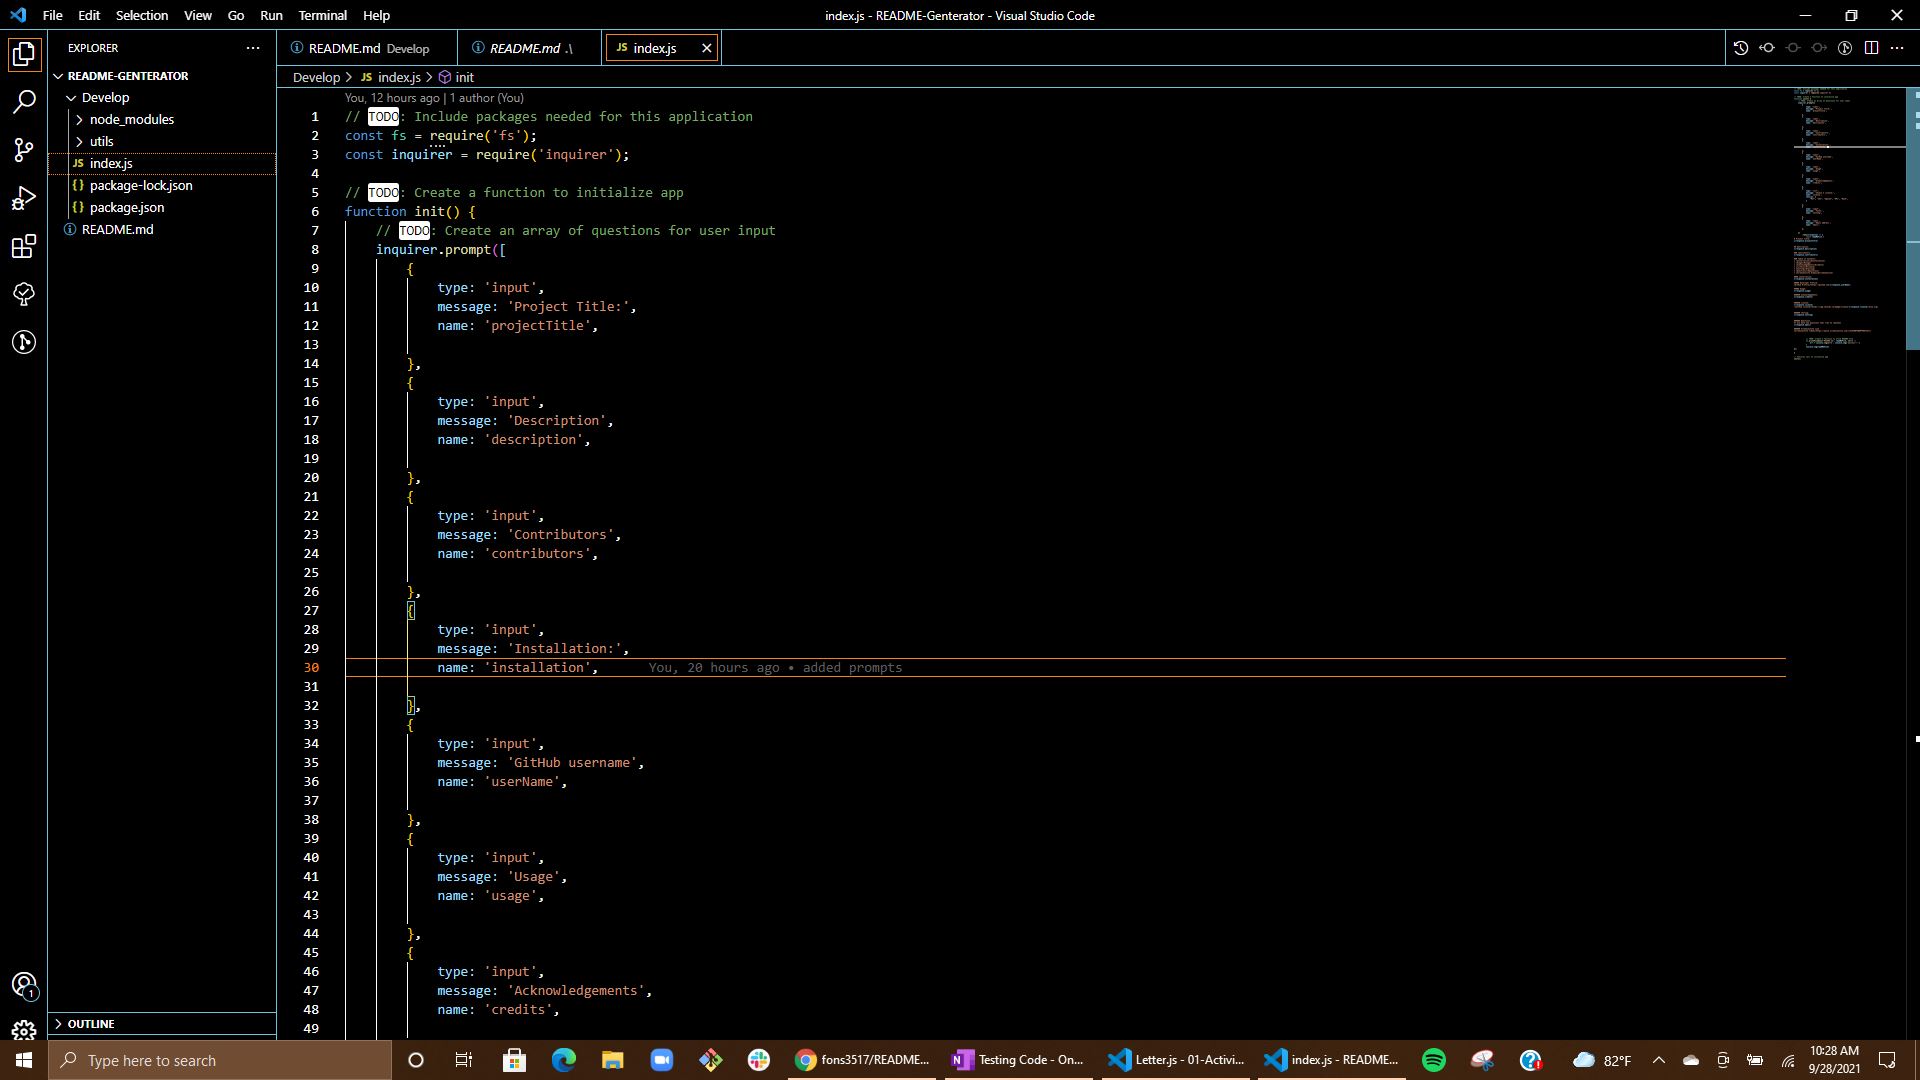 File Edit Selection View Go Run Terminal Help
index.js - README-Genterator - Visual Studio Code
EXPLORER
README-GENTERATOR
Develop
node_modules
utils
JS index.js
{} package-lock.json
{} package.json
README.md
OUTLINE
1
README.md Develop
README.md .\
JS index.js
Develop > JS index.js > init
You, 12 hours ago | 1 author (You)
1 // TODO: Include packages needed for this application
2 const fs = require('fs');
3 const inquirer = require('inquirer');
4
5 // TODO: Create a function to initialize app
6 function init() {
7 // TODO: Create an array of questions for user input
8 inquirer.prompt([
9 {
10 type: 'input',
11 message: 'Project Title:',
12 name: 'projectTitle',
13
14 },
15 {
16 type: 'input',
17 message: 'Description',
18 name: 'description',
19
20 },
21 {
22 type: 'input',
23 message: 'Contributors',
24 name: 'contributors',
25
26 },
27 {
28 type: 'input',
29 message: 'Installation:',
30 name: 'installation', You, 20 hours ago • added prompts
31
32 },
33 {
34 type: 'input',
35 message: 'GitHub username',
36 name: 'userName',
37
38 },
39 {
40 type: 'input',
41 message: 'Usage',
42 name: 'usage',
43
44 },
45 {
46 type: 'input',
47 message: 'Acknowledgements',
48 name: 'credits',
49
Type here to search
fons3517/README...
Testing Code - On...
Letter.js - 01-Activi...
index.js - README...
82°F
10:28 AM
9/28/2021